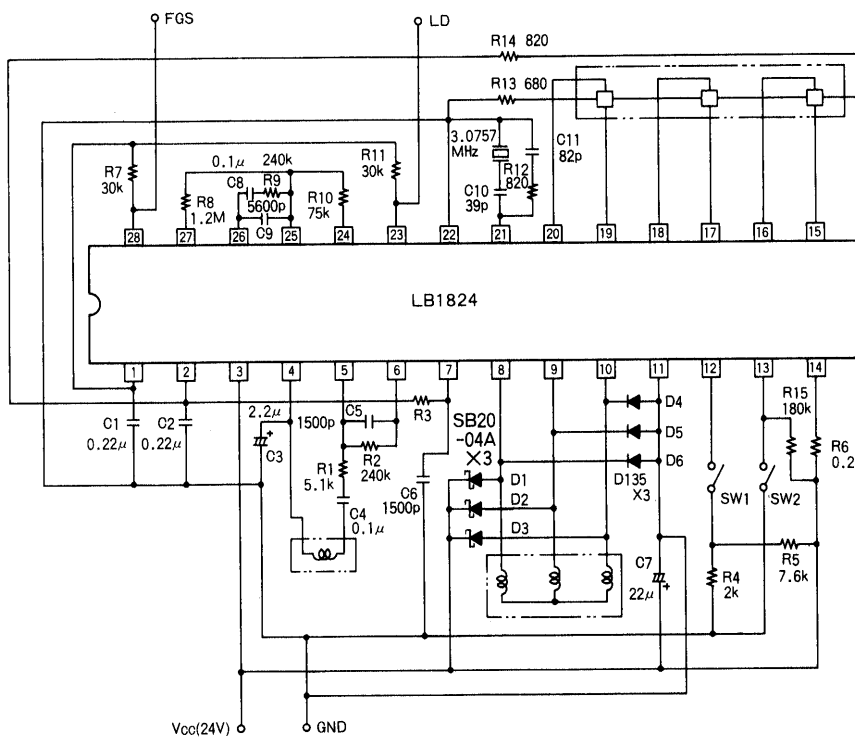 FGS
LD
R14 820
R13 680
R7
30k
0.1μ
240k
R11
30k
3.0757
MHz
C11
82p
R12
820
C10
39p
C8
R9
R8
1.2M
5600p
C9
R10
75k
28
27
26
25
24
23
22
21
20
19
18
17
16
15
LB1824
1
2
3
4
5
6
7
8
9
10
11
12
13
14
C1
0.22μ
C2
0.22μ
2.2μ
+
C3
C5
1500p
R3
R2
240k
R1
5.1k
C4
0.1μ
C6
1500p
SB20
-04A
×3
D1
D2
D3
D4
D5
D6
D135
X3
R15
180k
R6
0.2
SW1
SW2
C7
22μ
+
R4
2k
R5
7.6k
Vcc(24V)
GND